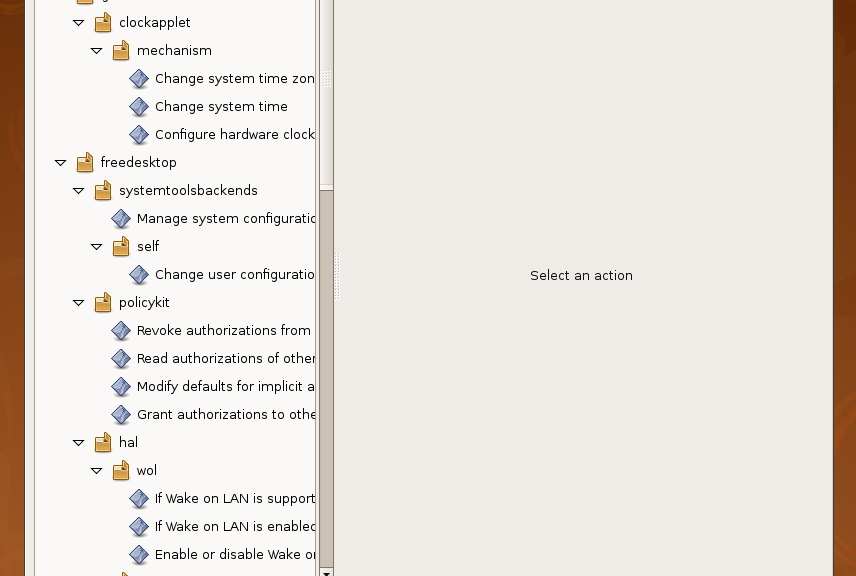 clockapplet
mechanism
Change system time zon
Change system time
Configure hardware clock
freedesktop
systemtoolsbackends
Manage system configuratio
self
Change user configuratio
Select an action
policykit
Revoke authorizations from
Read authorizations of other
Modify defaults for implicit a
Grant authorizations to othe
hal
wol
If Wake on LAN is support
If Wake on LAN is enabled
Enable or disable Wake on